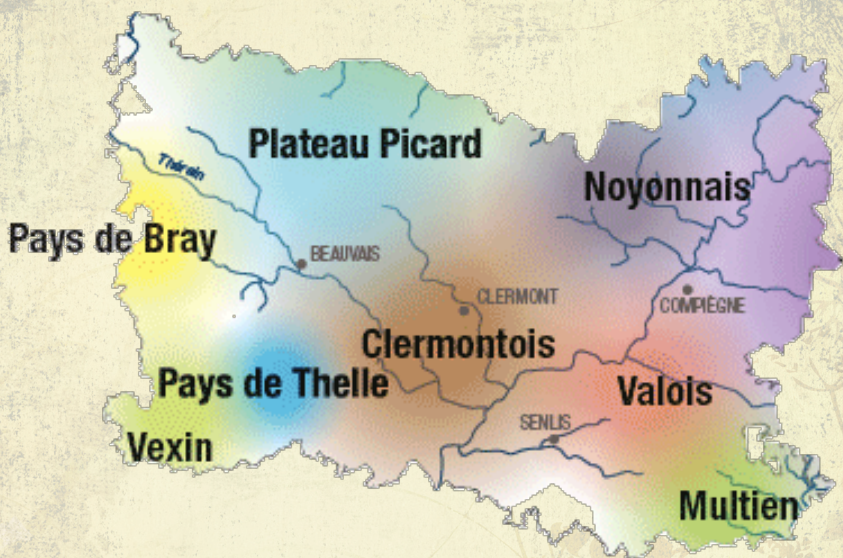 Plateau Picard
Thérain
Noyonnais
Pays de Bray
BEAUVAIS
CLERMONT
COMPIÈGNE
Clermontois
Pays de Thelle
Valois
SENLIS
Vexin
Multien